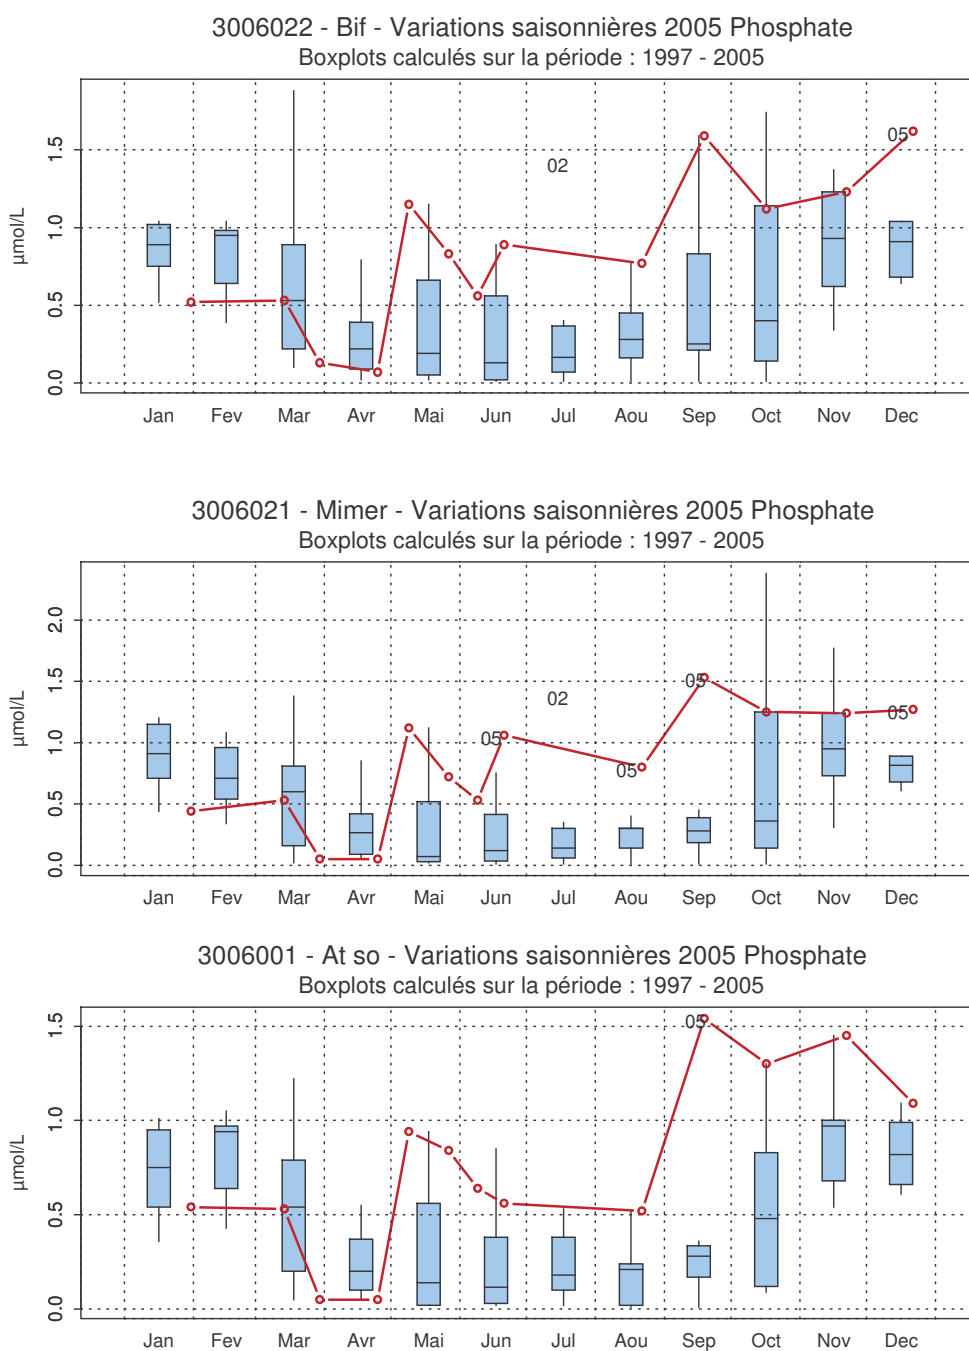 3006022 - Bif - Variations saisonnières 2005 Phosphate
Boxplots calculés sur la période : 1997 - 2005
µmol/L
1.5
1.0
0.5
0.0
02
05
Jan Fev Mar Avr Mai Jun Jul Aou Sep Oct Nov Dec
3006021 - Mimer - Variations saisonnières 2005 Phosphate
Boxplots calculés sur la période : 1997 - 2005
µmol/L
2.0
1.5
1.0
0.5
0.0
05
02
05
05
05
Jan Fev Mar Avr Mai Jun Jul Aou Sep Oct Nov Dec
3006001 - At so - Variations saisonnières 2005 Phosphate
Boxplots calculés sur la période : 1997 - 2005
µmol/L
1.5
1.0
0.5
0.0
05
Jan Fev Mar Avr Mai Jun Jul Aou Sep Oct Nov Dec